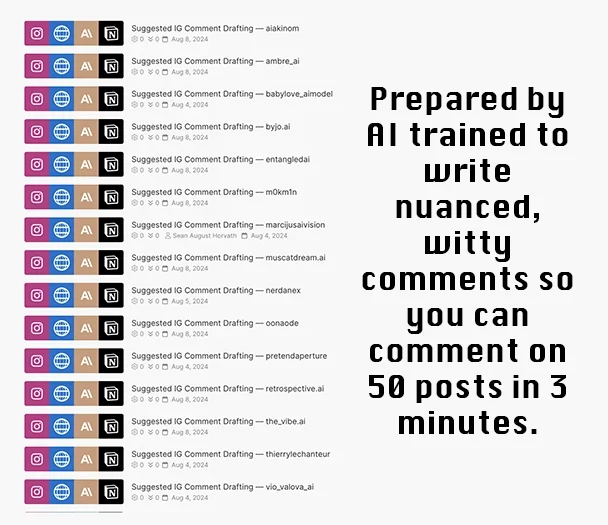 Suggested IG Comment Drafting — aiakinom
0 0 Aug 8, 2024
Suggested IG Comment Drafting — ambre_ai
0 0 Aug 8, 2024
Suggested IG Comment Drafting — babylove_aimodel
0 0 Aug 4, 2024
Suggested IG Comment Drafting — byjo.ai
0 0 Aug 8, 2024
Suggested IG Comment Drafting — entangledai
0 0 Aug 8, 2024
Suggested IG Comment Drafting — m0km1n
0 0 Aug 8, 2024
Suggested IG Comment Drafting — marcijusaivision
0 0 Sean August Horvath Aug 4, 2024
Suggested IG Comment Drafting — muscatdream.ai
0 0 Aug 8, 2024
Suggested IG Comment Drafting — nerdanex
0 0 Aug 5, 2024
Suggested IG Comment Drafting — oonaode
0 0 Aug 8, 2024
Suggested IG Comment Drafting — pretendaperture
0 0 Aug 4, 2024
Suggested IG Comment Drafting — retrospective.ai
0 0 Aug 8, 2024
Suggested IG Comment Drafting — the_vibe.ai
0 0 Aug 8, 2024
Suggested IG Comment Drafting — thierrylechanteur
0 0 Aug 4, 2024
Suggested IG Comment Drafting — vio_valova_ai
0 0 Aug 4, 2024
Prepared by
AI trained to
write
nuanced,
witty
comments so
you can
comment on
50 posts in 3
minutes.